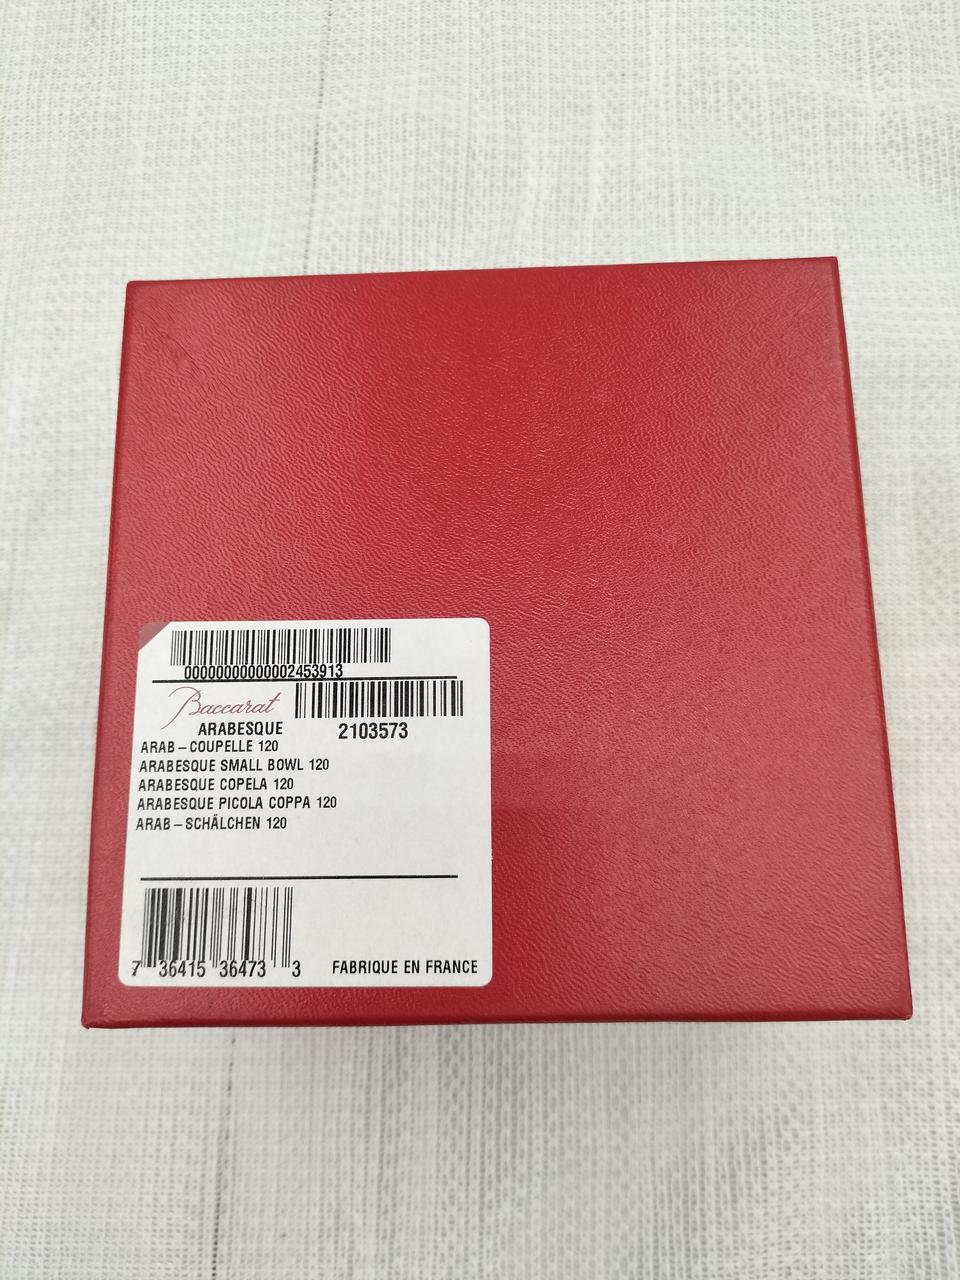 00000000000002453913
Baccarat
ARABESQUE
2103573
ARAB – COUPELLE 120
ARABESQUE SMALL BOWL 120
ARABESQUE COPELA 120
ARABESQUE PICOLA COPPA 120
ARAB – SCHÄLCHEN 120
7 36415 36473 3
FABRIQUE EN FRANCE